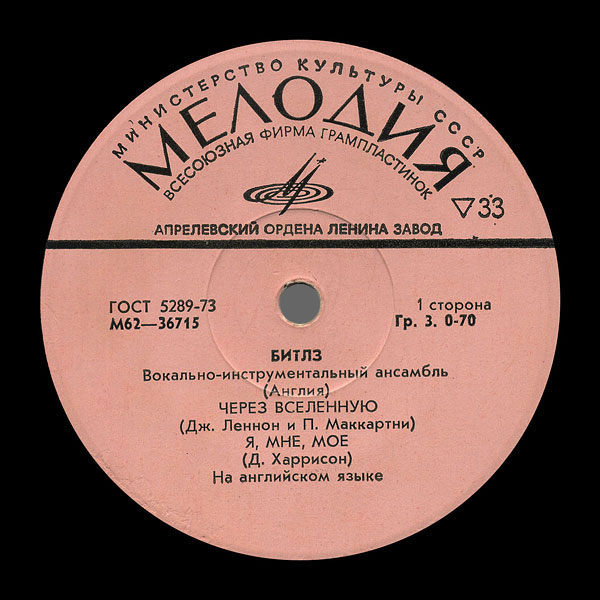 МИНИСТЕРСТВО КУЛЬТУРЫ СССР
МЕЛОДИЯ
ВСЕСОЮЗНАЯ ФИРМА ГРАМПЛАСТИНОК
▽33
АПРЕЛЕВСКИЙ ОРДЕНА ЛЕНИНА ЗАВОД
ГОСТ 5289-73
М62—36715
1 сторона
Гр. 3. 0-70
БИТЛЗ
Вокально-инструментальный ансамбль
(Англия)
ЧЕРЕЗ ВСЕЛЕННУЮ
(Дж. Леннон и П. Маккартни)
Я, МНЕ, МОЕ
(Д. Харрисон)
На английском языке